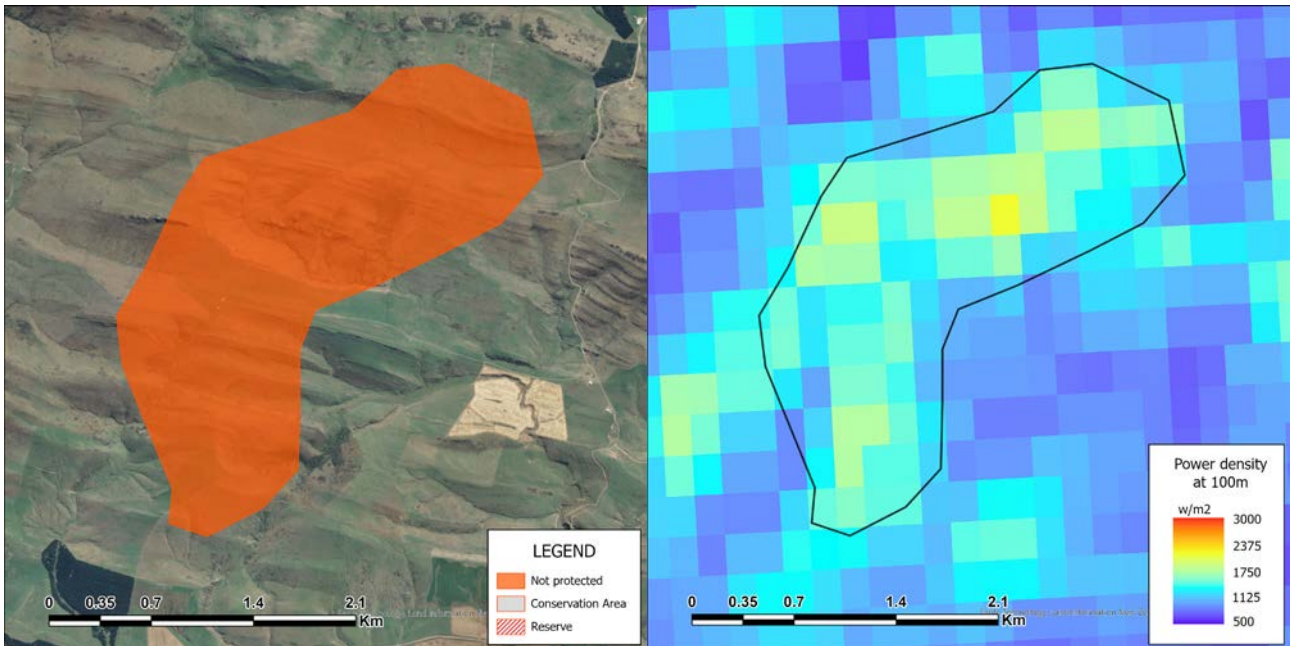 LEGEND
Not protected
Conservation Area
Reserve
0 0.35 0.7 1.4 2.1
Km
Power density
at 100m
w/m2
3000
2375
1750
1125
500
0 0.35 0.7 1.4 2.1
Km